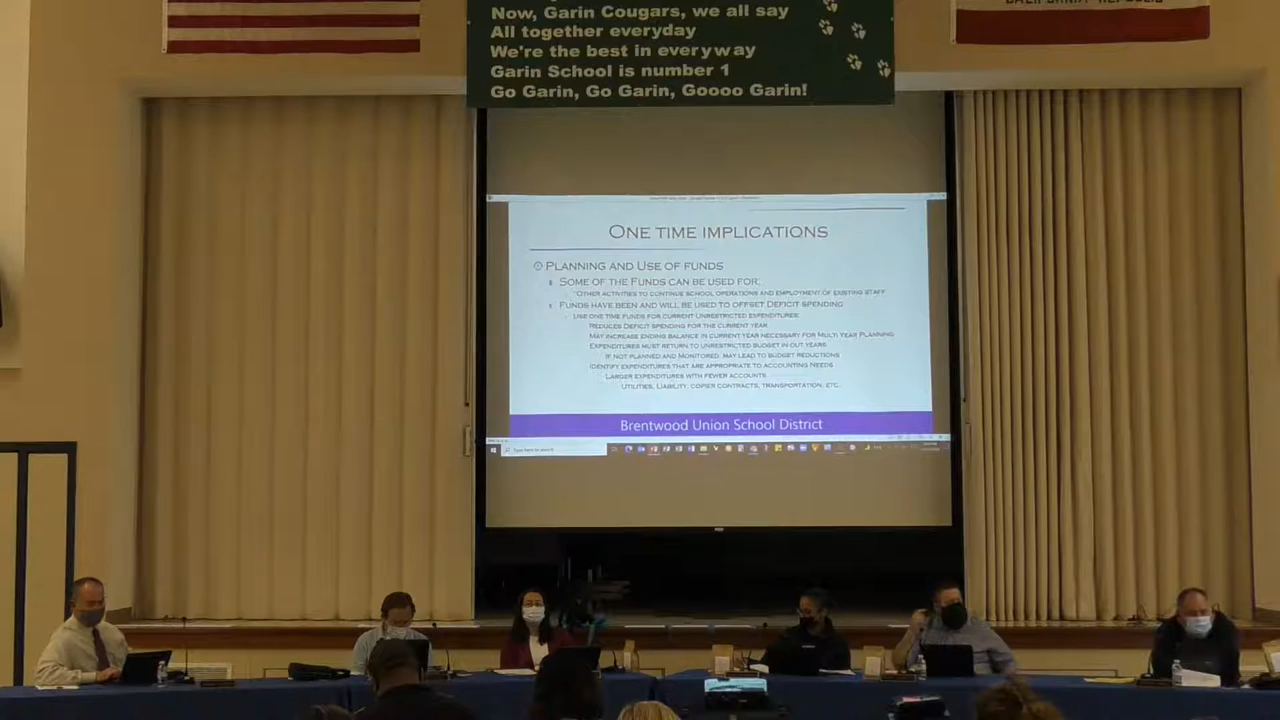 CALIFORNIA REPUBLIC
Now, Garin Cougars, we all say
All together everyday
We're the best in everyway
Garin School is number 1
Go Garin, Go Garin, Goooo Garin!
ONE TIME IMPLICATIONS
PLANNING AND USE OF FUNDS
SOME OF THE FUNDS CAN BE USED FOR:
"OTHER ACTIVITIES TO CONTINUE SCHOOL OPERATIONS AND EMPLOYMENT OF EXISTING STAFF
FUNDS HAVE BEEN AND WILL BE USED TO OFFSET DEFICIT SPENDING
USE ONE TIME FUNDS FOR CURRENT UNRESTRICTED EXPENDITURES:
REDUCES DEFICIT SPENDING FOR THE CURRENT YEAR
MAY INCREASE ENDING BALANCE IN CURRENT YEAR NECESSARY FOR MULTI YEAR PLANNING
EXPENDITURES MUST RETURN TO UNRESTRICTED BUDGET IN OUT YEARS
IF NOT PLANNED AND MONITORED, MAY LEAD TO BUDGET REDUCTIONS
IDENTIFY EXPENDITURES THAT ARE APPROPRIATE TO ACCOUNTING NEEDS
LARGER EXPENDITURES WITH FEWER ACCOUNTS
UTILITIES, LIABILITY, COPIER CONTRACTS, TRANSPORTATION, ETC.
Brentwood Union School District
Type here to search